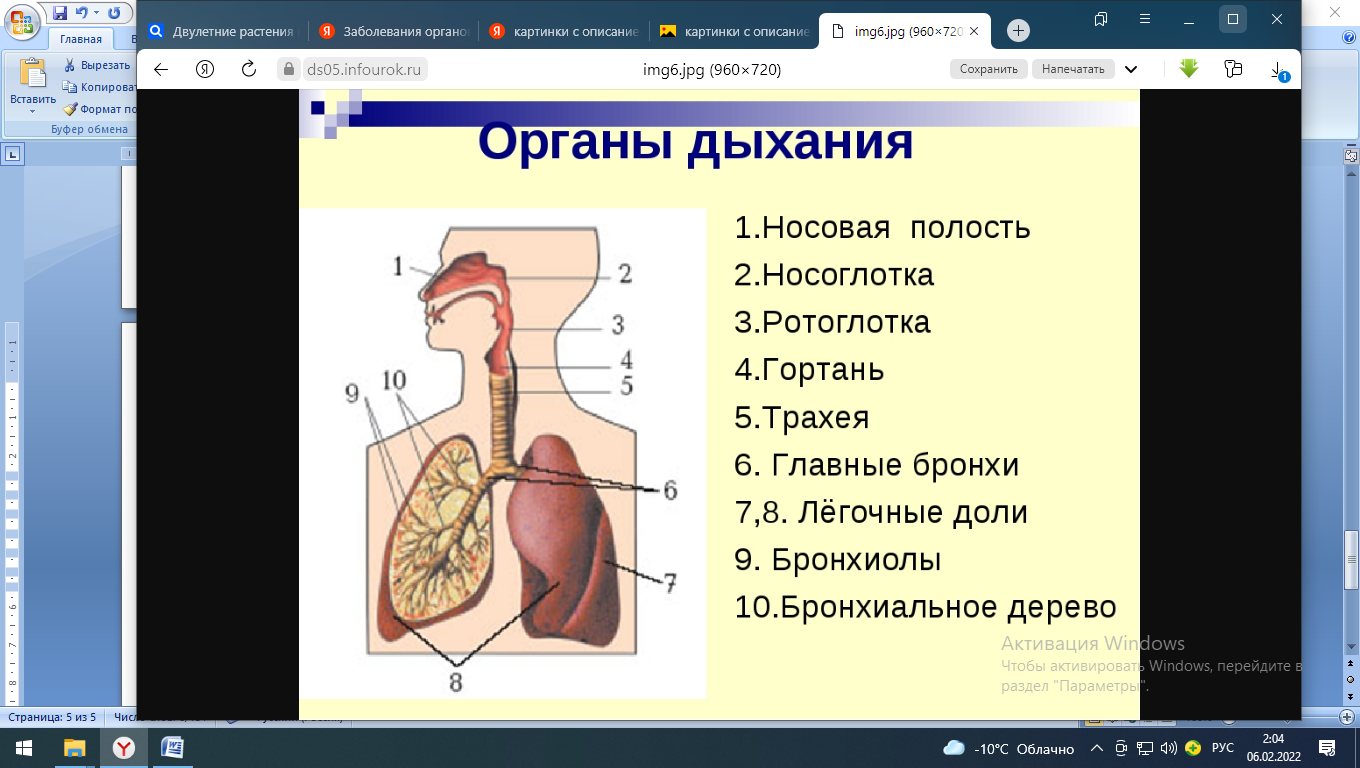 Двулетние растения
Заболевания органо
картинки с описание
картинки с описание
img6.jpg (960×720
Главная
Вырезать
Копироват
Формат по
Вставить
Буфер обмена
ds05.infourok.ru
img6.jpg (960×720)
Сохранить
Напечатать
1
Органы дыхания
1.Носовая полость
2.Носоглотка
3.Ротоглотка
4.Гортань
5.Трахея
6. Главные бронхи
7,8. Лёгочные доли
9. Бронхиолы
10.Бронхиальное дерево
1
2
3
4
5
9
10
6
7
8
Активация Windows
Чтобы активировать Windows, перейдите в
раздел "Параметры".
Страница: 5 из 5
-10°C Облачно
РУС
2:04
06.02.2022